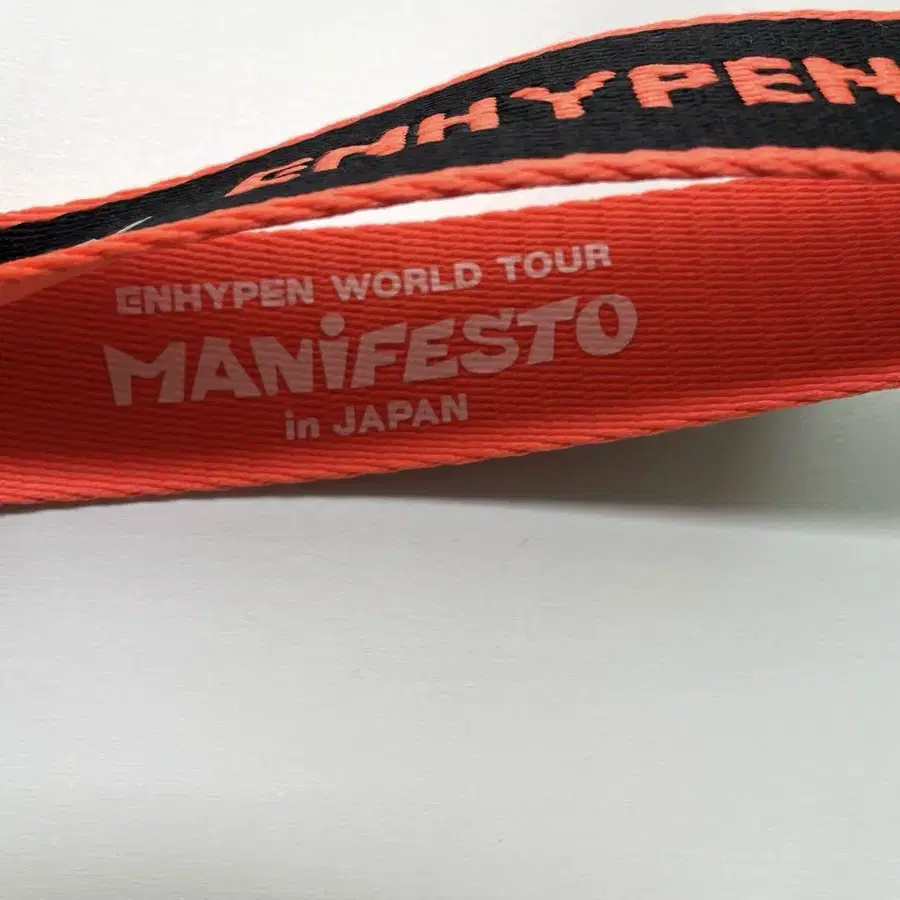 ENHYPEN
ENHYPEN WORLD TOUR
MANiFESTO
in JAPAN